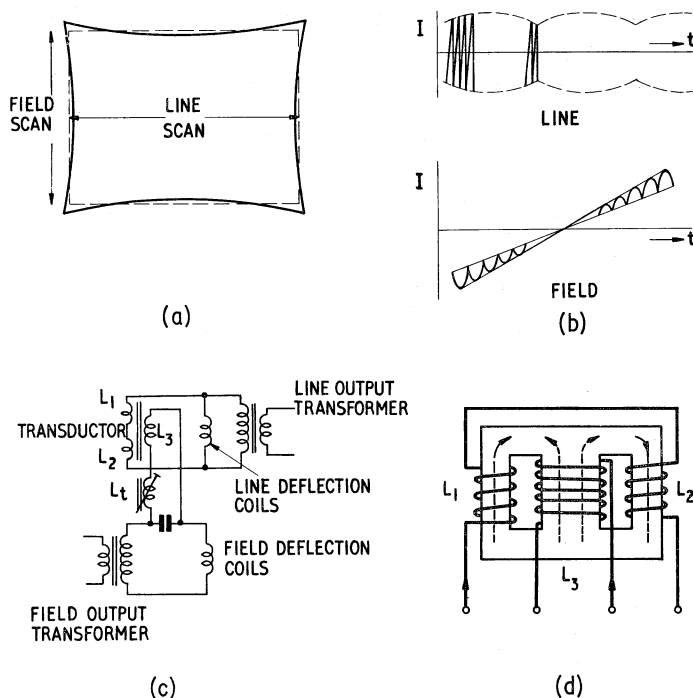 FIELD
SCAN
LINE
SCAN
(a)
I
t
LINE
I
t
FIELD
(b)
L1
TRANSDUCTOR
L3
L2
Lt
LINE OUTPUT
TRANSFORMER
LINE DEFLECTION
COILS
FIELD DEFLECTION
COILS
FIELD OUTPUT
TRANSFORMER
(c)
L1
L2
L3
(d)